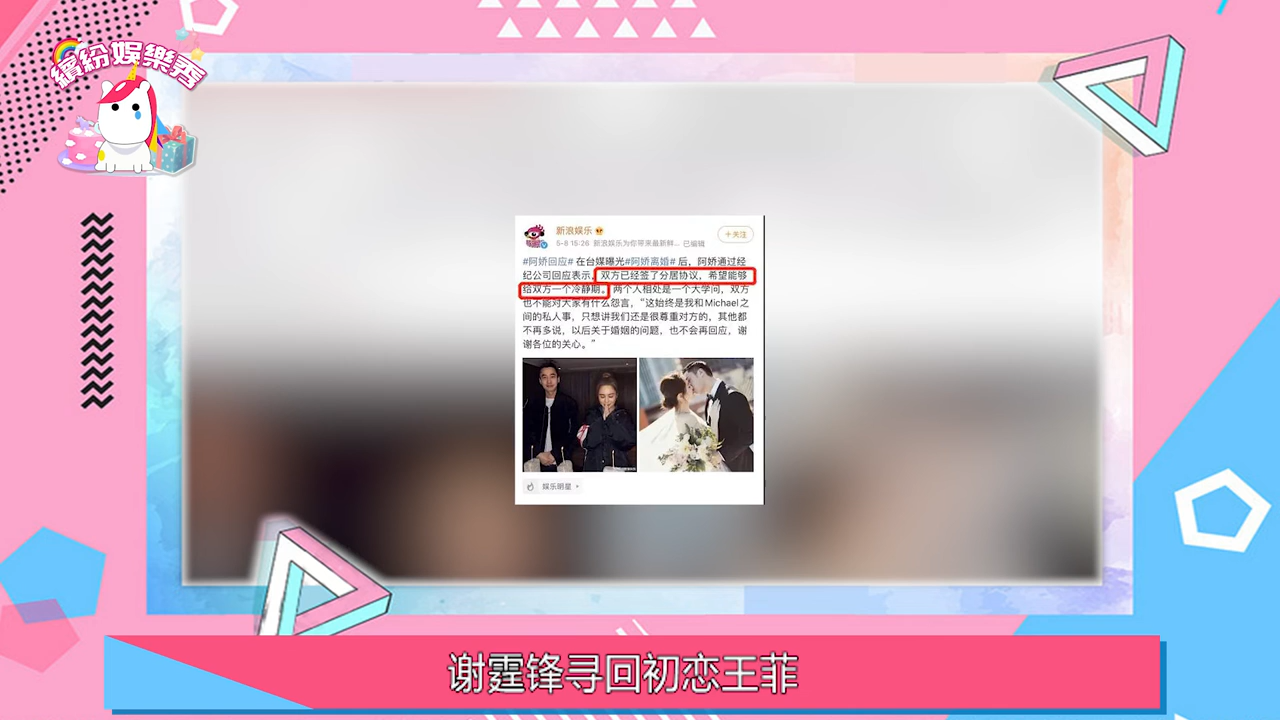 繽紛娛樂秀
新浪娱乐
＋关注
5-8 15:26 新浪娱乐为你带来最新鲜... 已编辑
#阿娇回应# 在台媒曝光#阿娇离婚# 后，阿娇通过经
纪公司回应表示，双方已经签了分居协议，希望能够
给双方一个冷静期。两个人相处是一个大学问，双方
也不能对大家有什么怨言，“这始终是我和Michael之
间的私人事，只想讲我们还是很尊重对方的，其他都
不再多说，以后关于婚姻的问题，也不会再回应，谢
谢各位的关心。”
娱乐明星
谢霆锋寻回初恋王菲